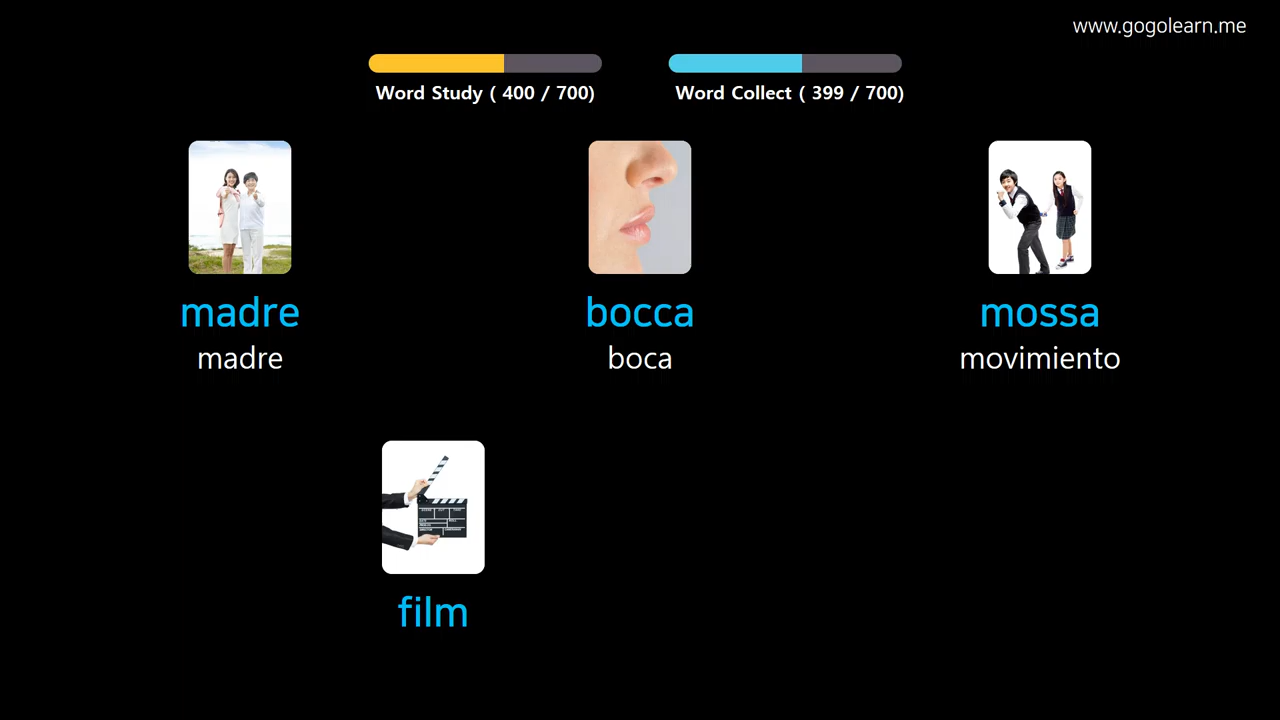 www.gogolearn.me
Word Study ( 400 / 700)
Word Collect ( 399 / 700)
madre
bocca
mossa
madre
boca
movimiento
film